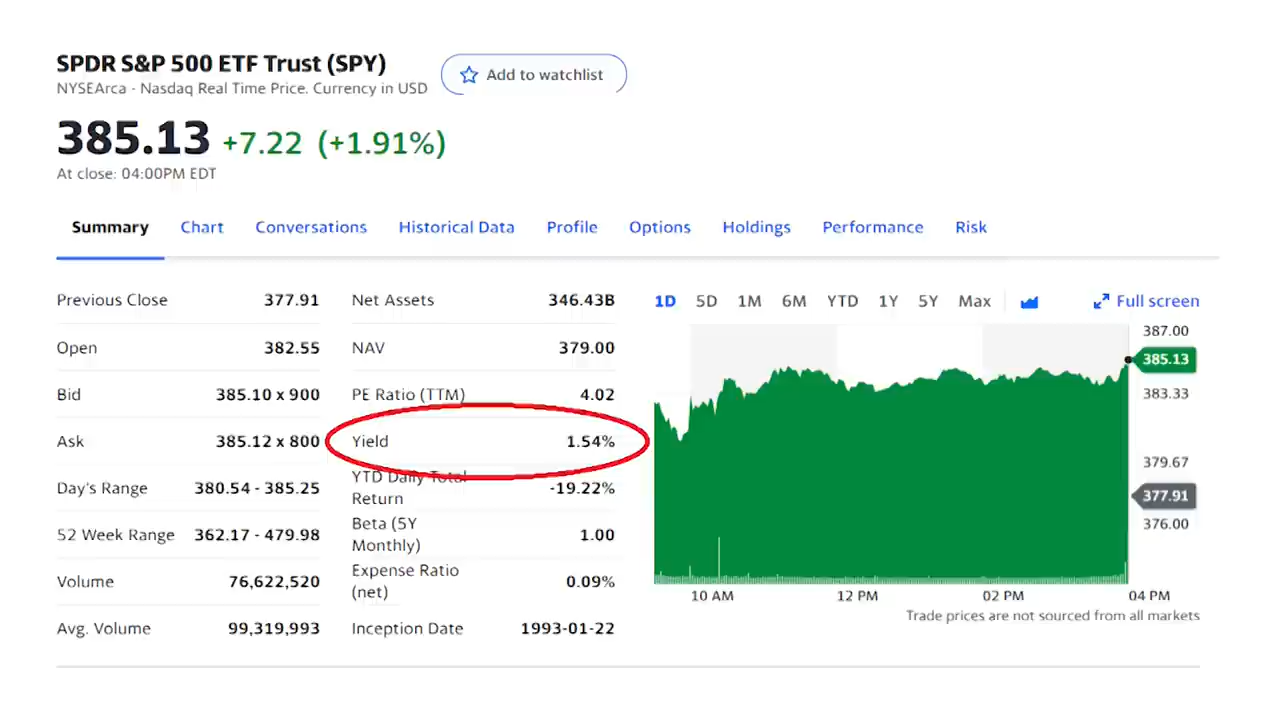 SPDR S&P 500 ETF Trust (SPY)
Add to watchlist
NYSEArca - Nasdaq Real Time Price. Currency in USD
385.13 +7.22 (+1.91%)
At close: 04:00PM EDT
Summary Chart Conversations Historical Data Profile Options Holdings Performance Risk
Previous Close 377.91
Open 382.55
Bid 385.10 x 900
Ask 385.12 x 800
Day's Range 380.54 - 385.25
52 Week Range 362.17 - 479.98
Volume 76,622,520
Avg. Volume 99,319,993
Net Assets 346.43B
NAV 379.00
PE Ratio (TTM) 4.02
Yield 1.54%
YTD Daily Total
Return -19.22%
Beta (5Y
Monthly) 1.00
Expense Ratio
(net) 0.09%
Inception Date 1993-01-22
1D 5D 1M 6M YTD 1Y 5Y Max Full screen
387.00
385.13
383.33
379.67
377.91
376.00
10 AM 12 PM 02 PM 04 PM
Trade prices are not sourced from all markets